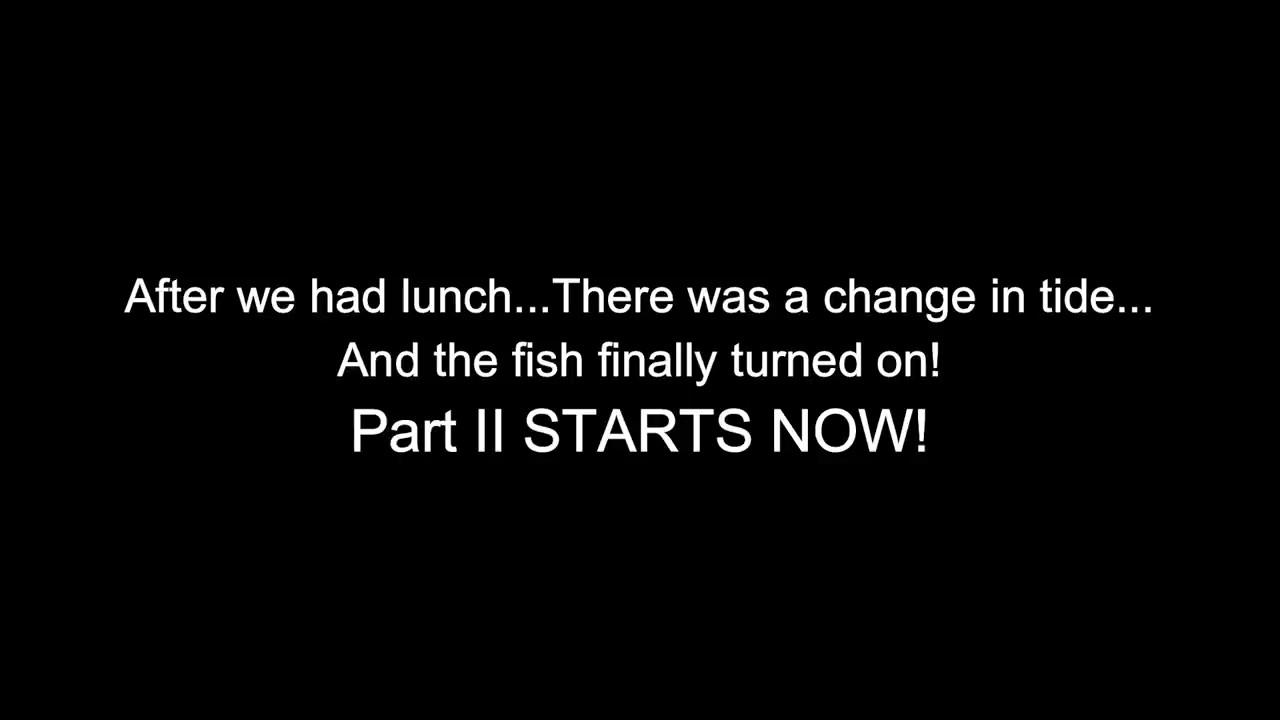 After we had lunch...There was a change in tide...
And the fish finally turned on!
Part II STARTS NOW!